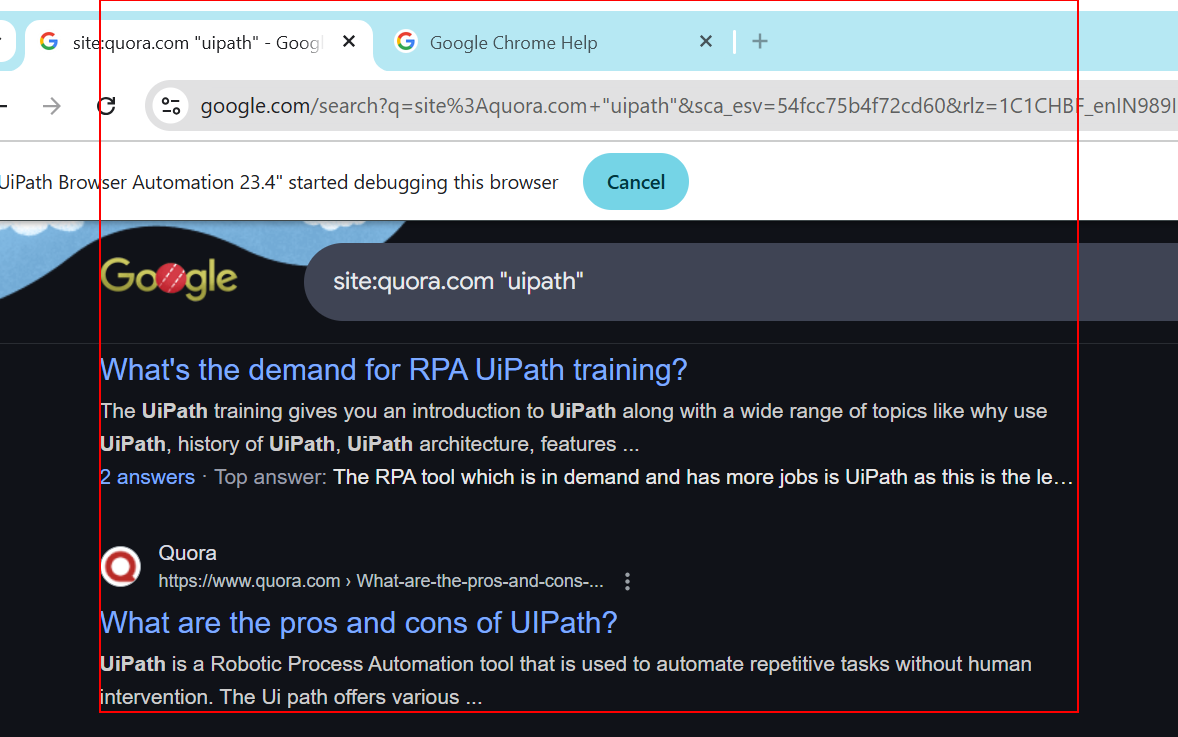 site:quora.com "uipath" - Googl
Google Chrome Help
google.com/search?q=site%3Aquora.com+"uipath"&sca_esv=54fcc75b4f72cd60&rlz=1C1CHBF_enIN989I
UiPath Browser Automation 23.4" started debugging this browser
Cancel
Google
site:quora.com "uipath"
What's the demand for RPA UiPath training?
The UiPath training gives you an introduction to UiPath along with a wide range of topics like why use
UiPath, history of UiPath, UiPath architecture, features ...
2 answers · Top answer: The RPA tool which is in demand and has more jobs is UiPath as this is the le...
Quora
https://www.quora.com › What-are-the-pros-and-cons-...
What are the pros and cons of UIPath?
UiPath is a Robotic Process Automation tool that is used to automate repetitive tasks without human
intervention. The Ui path offers various ...